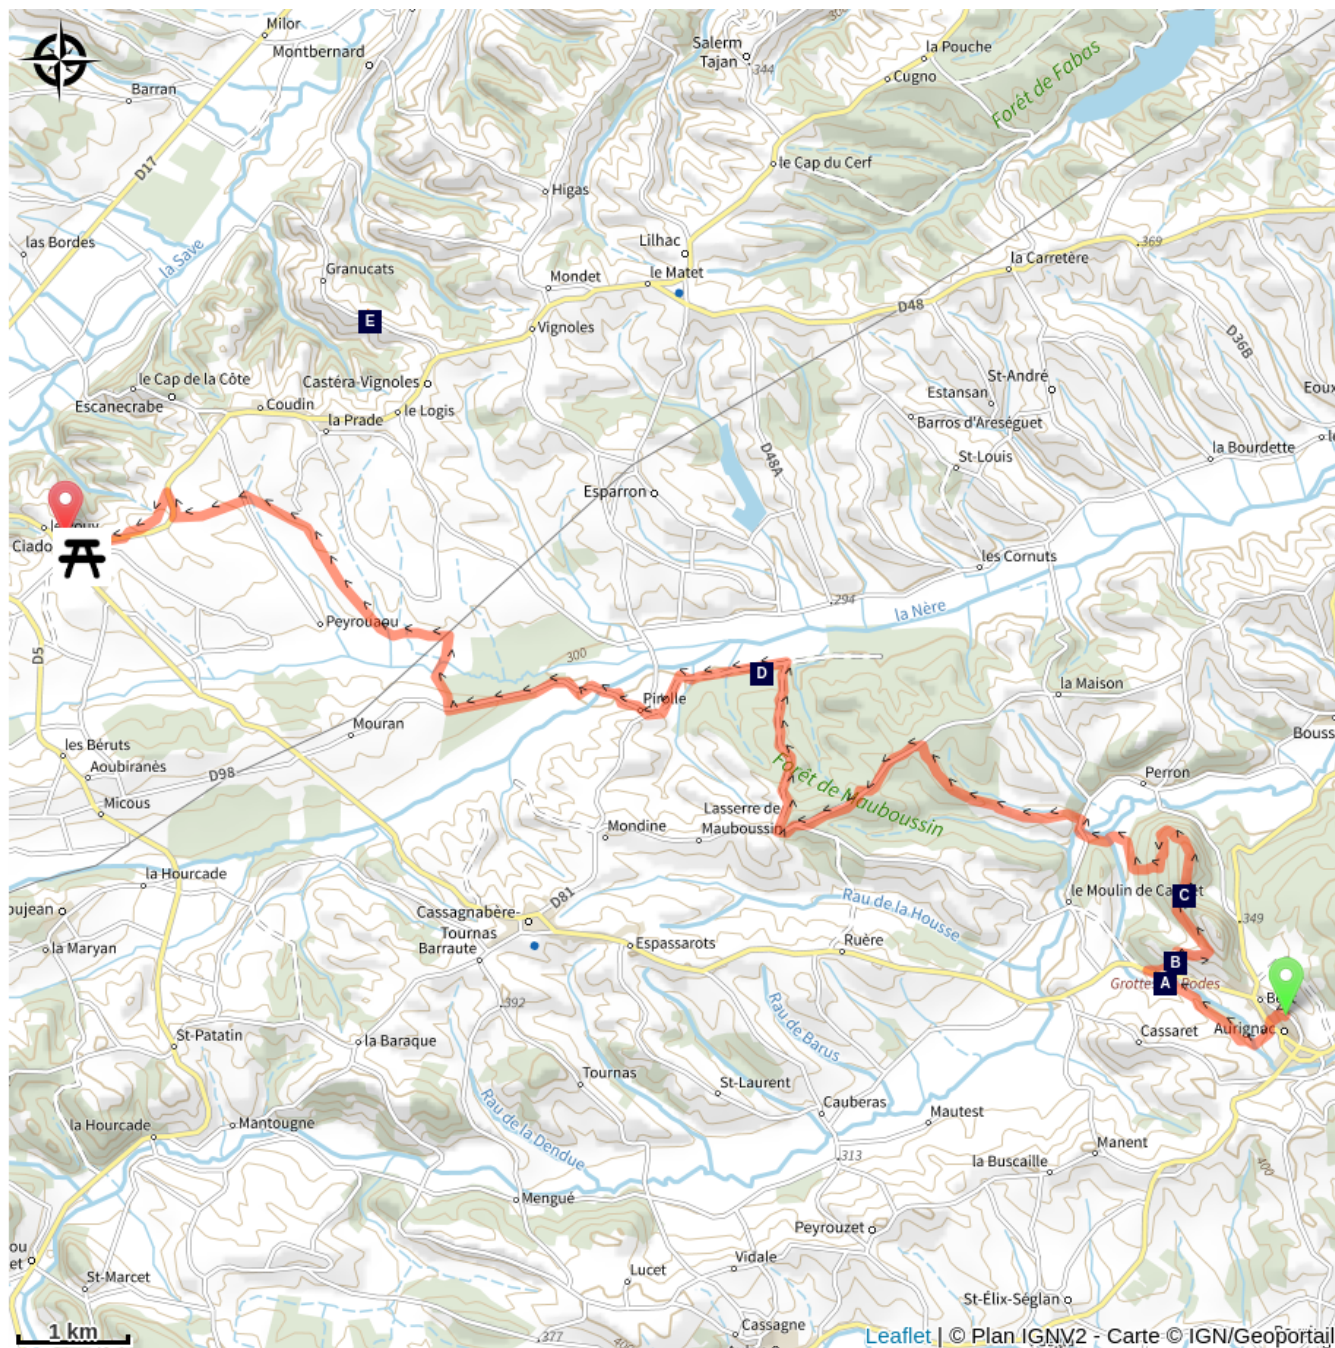 Milor
Montbernard
Salerm
Tajan
344
la Pouche
Cugno
Forêt de Fabas
Barran
D17
Higas
le Cap du Cerf
las Bordes
la Save
Granucats
Lilhac
Mondet
le Matet
la Carretère
369
D48
E
Vignoles
D36B
le Cap de la Côte
Castéra-Vignoles
St-André
Estansan
Escanecrabe
Coudin
la Prade
le Logis
Barros d'Areséguet
la Bourdette
D48A
St-Louis
Esparron
Ciado
les Cornuts
294
la Nère
Peyrouaou
D5
300
D
Pirolle
la Maison
Mouran
les Béruts
Aoubiranès
D98
Perron
Forêt de Mauboussin
Micous
Lasserre de
Mauboussin
Mondine
la Hourcade
D81
le Moulin de Ca
C
Cassagnabère-
Tournas
Rau de la Housse
349
la Maryan
Barraute
Espassarots
Ruère
B
A
392
Rau de Barus
Cassaret
Aurignac
St-Patatin
la Baraque
Tournas
St-Laurent
Cauberas
Mautest
la Hourcade
Mantougne
Rau de la Dendue
313
la Buscaille
Manent
400
Mengué
Peyrouzet
Vidale
Lucet
St-Marcet
St-Élix-Séglan
377
Cassagne
1 km
Leaflet | © Plan IGNV2 - Carte © IGN/Geoportail